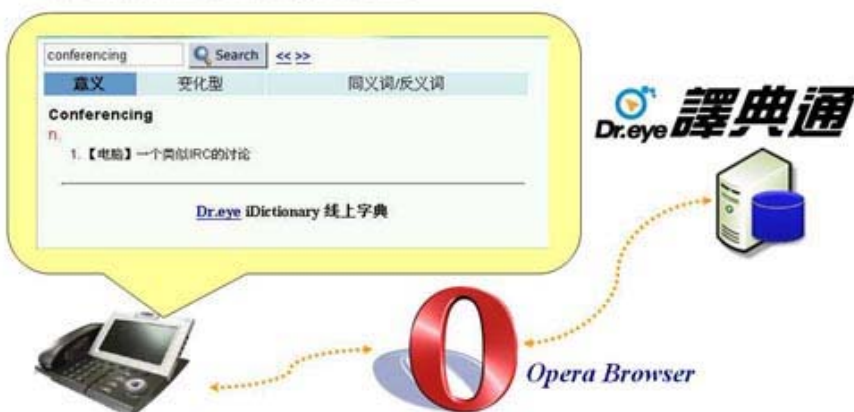 conferencing Search << >>
意义 变化型 同义词/反义词
Conferencing
n.
1. 【电脑】一个类似IRC的讨论
Dr.eye iDictionary 线上字典
Dr.eye 譯典通
Opera Browser